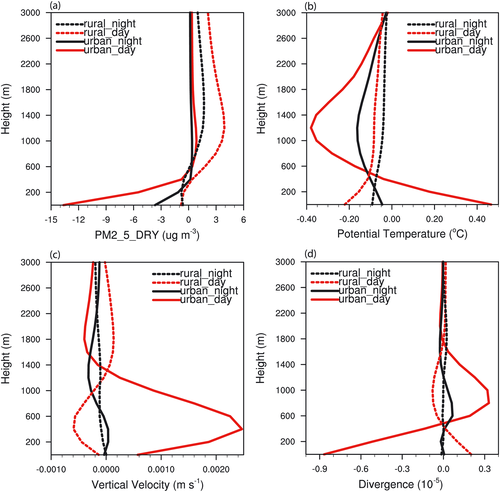 (a)
rural_night
rural_day
urban_night
urban_day
3000
2600
2200
1800
1400
1000
600
200
Height (m)
-15 -12 -9 -6 -3 0 3 6
PM2_5_DRY (ug m-3)
(b)
rural_night
rural_day
urban_night
urban_day
3000
2600
2200
1800
1400
1000
600
200
Height (m)
-0.40 -0.20 0.00 0.20 0.40
Potential Temperature (oC)
(c)
rural_night
rural_day
urban_night
urban_day
3000
2600
2200
1800
1400
1000
600
200
Height (m)
-0.0010 0.0000 0.0010 0.0020
Vertical Velocity (m s-1)
(d)
rural_night
rural_day
urban_night
urban_day
3000
2600
2200
1800
1400
1000
600
200
Height (m)
-0.9 -0.6 -0.3 0.0 0.3
Divergence (10-5)